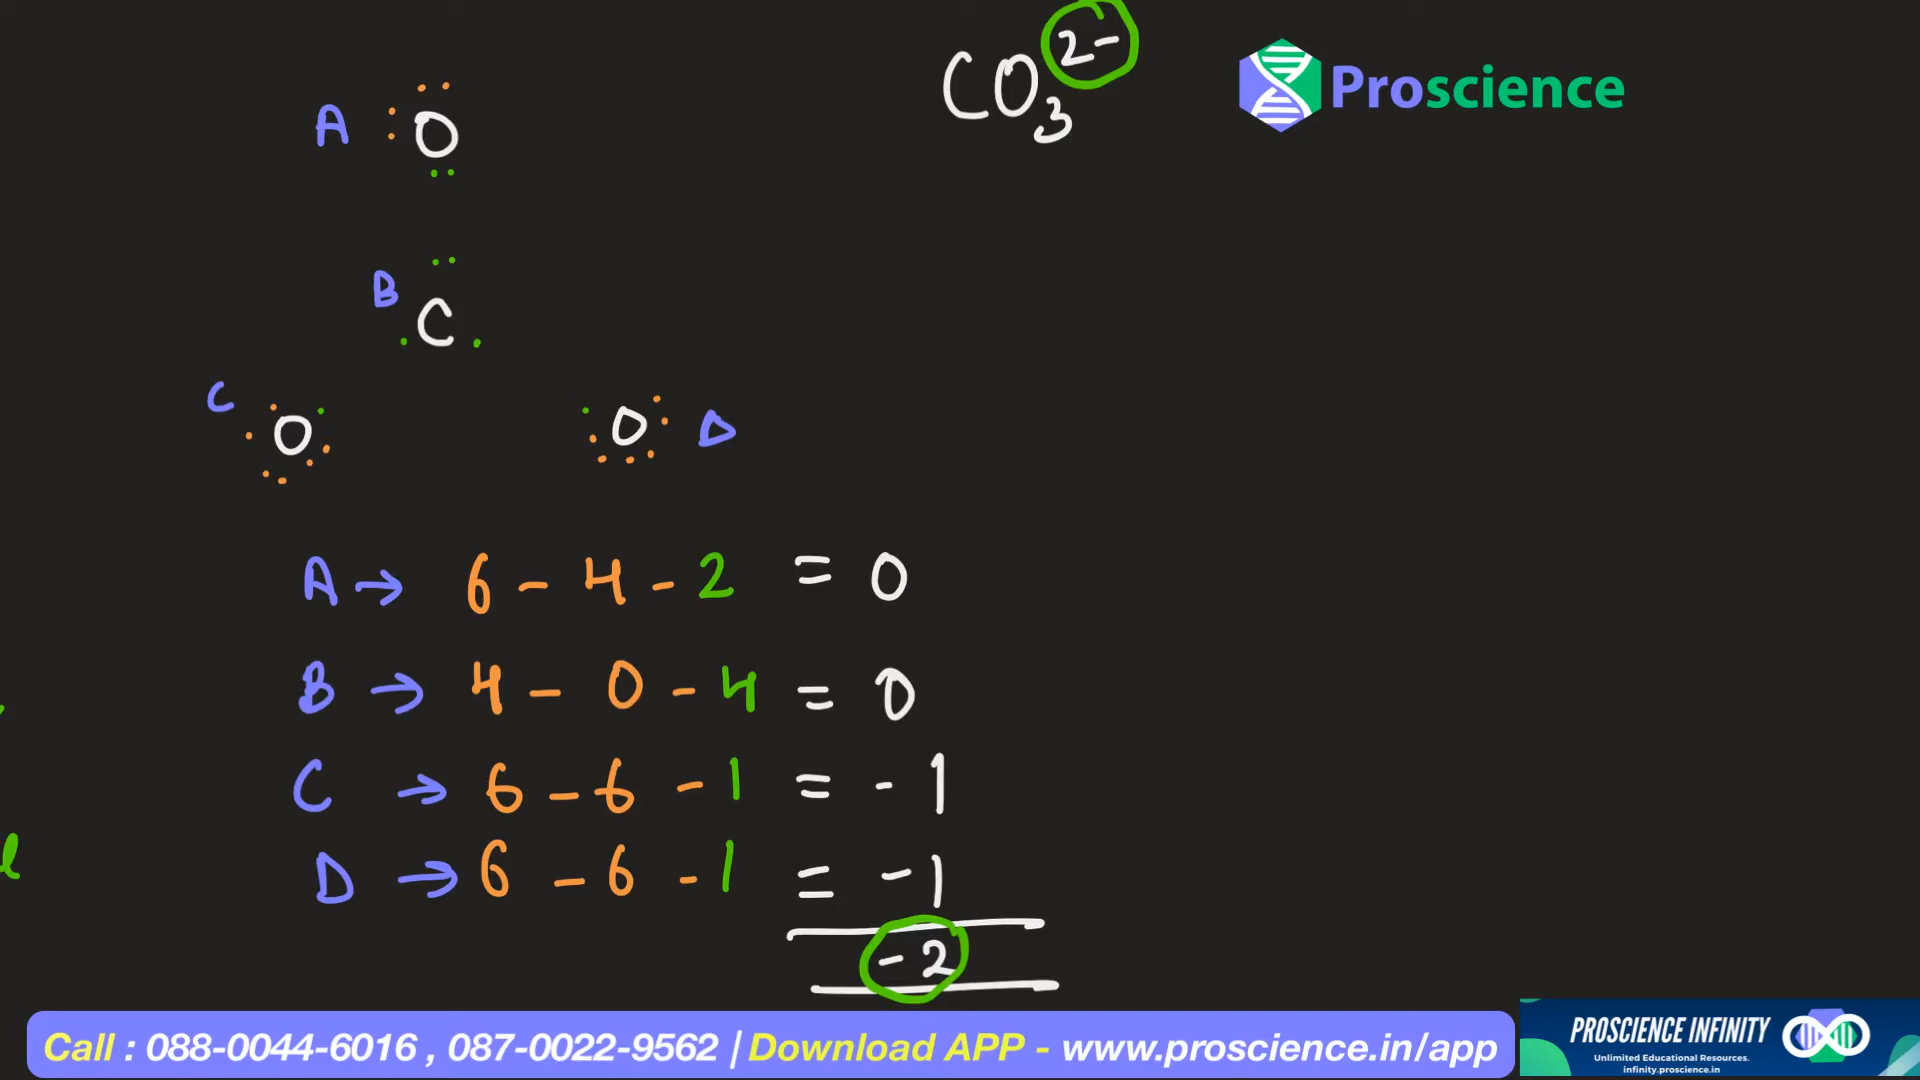 CO₃²⁻
Proscience
A O
B C
C O
O D
A → 6 - 4 - 2 = 0
B → 4 - 0 - 4 = 0
C → 6 - 6 - 1 = - 1
D → 6 - 6 - 1 = - 1
- 2
Call : 088-0044-6016 , 087-0022-9562 | Download APP - www.proscience.in/app
PROSCIENCE INFINITY
Unlimited Educational Resources.
infinity.proscience.in